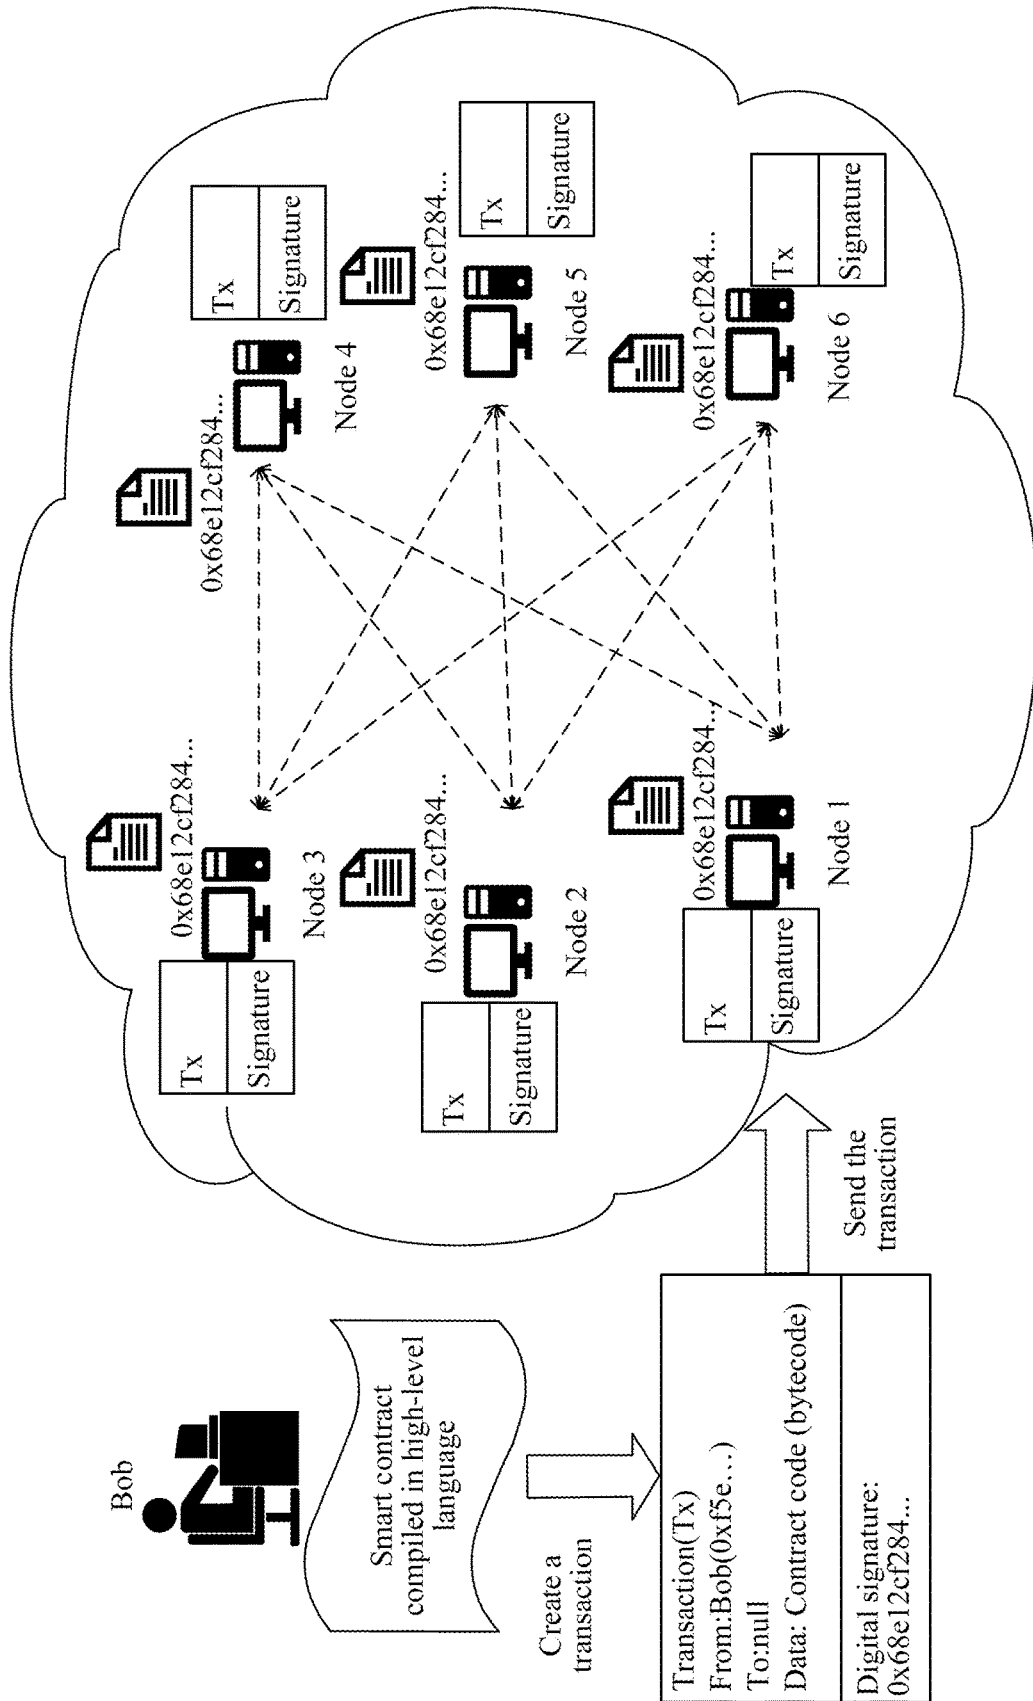 Bob
Smart contract
compiled in high-level
language
Create a
transaction
Transaction(Tx)
From:Bob(0xf5e…)
To:null
Data: Contract code (bytecode)
Digital signature:
0x68e12cf284...
Send the
transaction
Tx
Signature
0x68e12cf284...
Node 3
Tx
Signature
0x68e12cf284...
Node 2
Tx
Signature
0x68e12cf284...
Node 1
0x68e12cf284...
Node 4
Tx
Signature
0x68e12cf284...
Node 5
Tx
Signature
0x68e12cf284...
Node 6
Tx
Signature